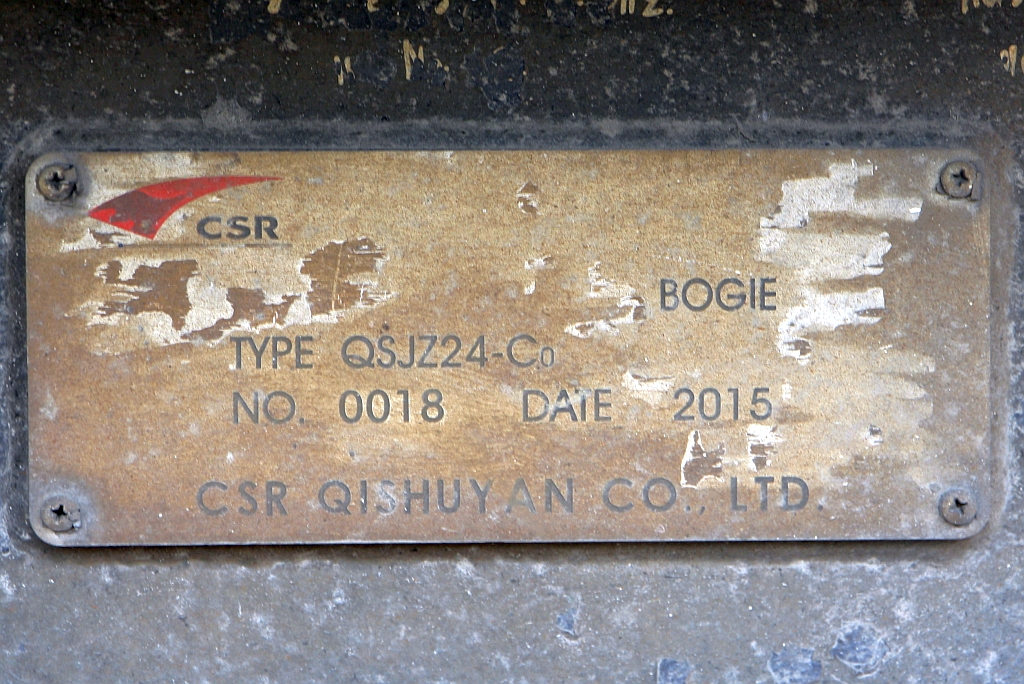 CSR
BOGIE
TYPE QSJZ24-C0
NO. 0018 DATE 2015
CSR QISHUYAN CO., LTD.